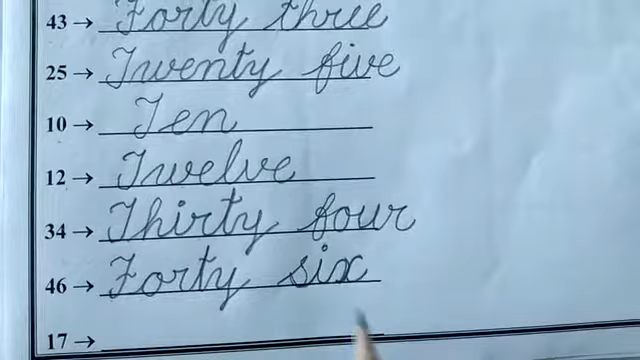 43 → Forty three
25 → Twenty five
10 → Ten
12 → Twelve
34 → Thirty four
46 → Forty six
17 →